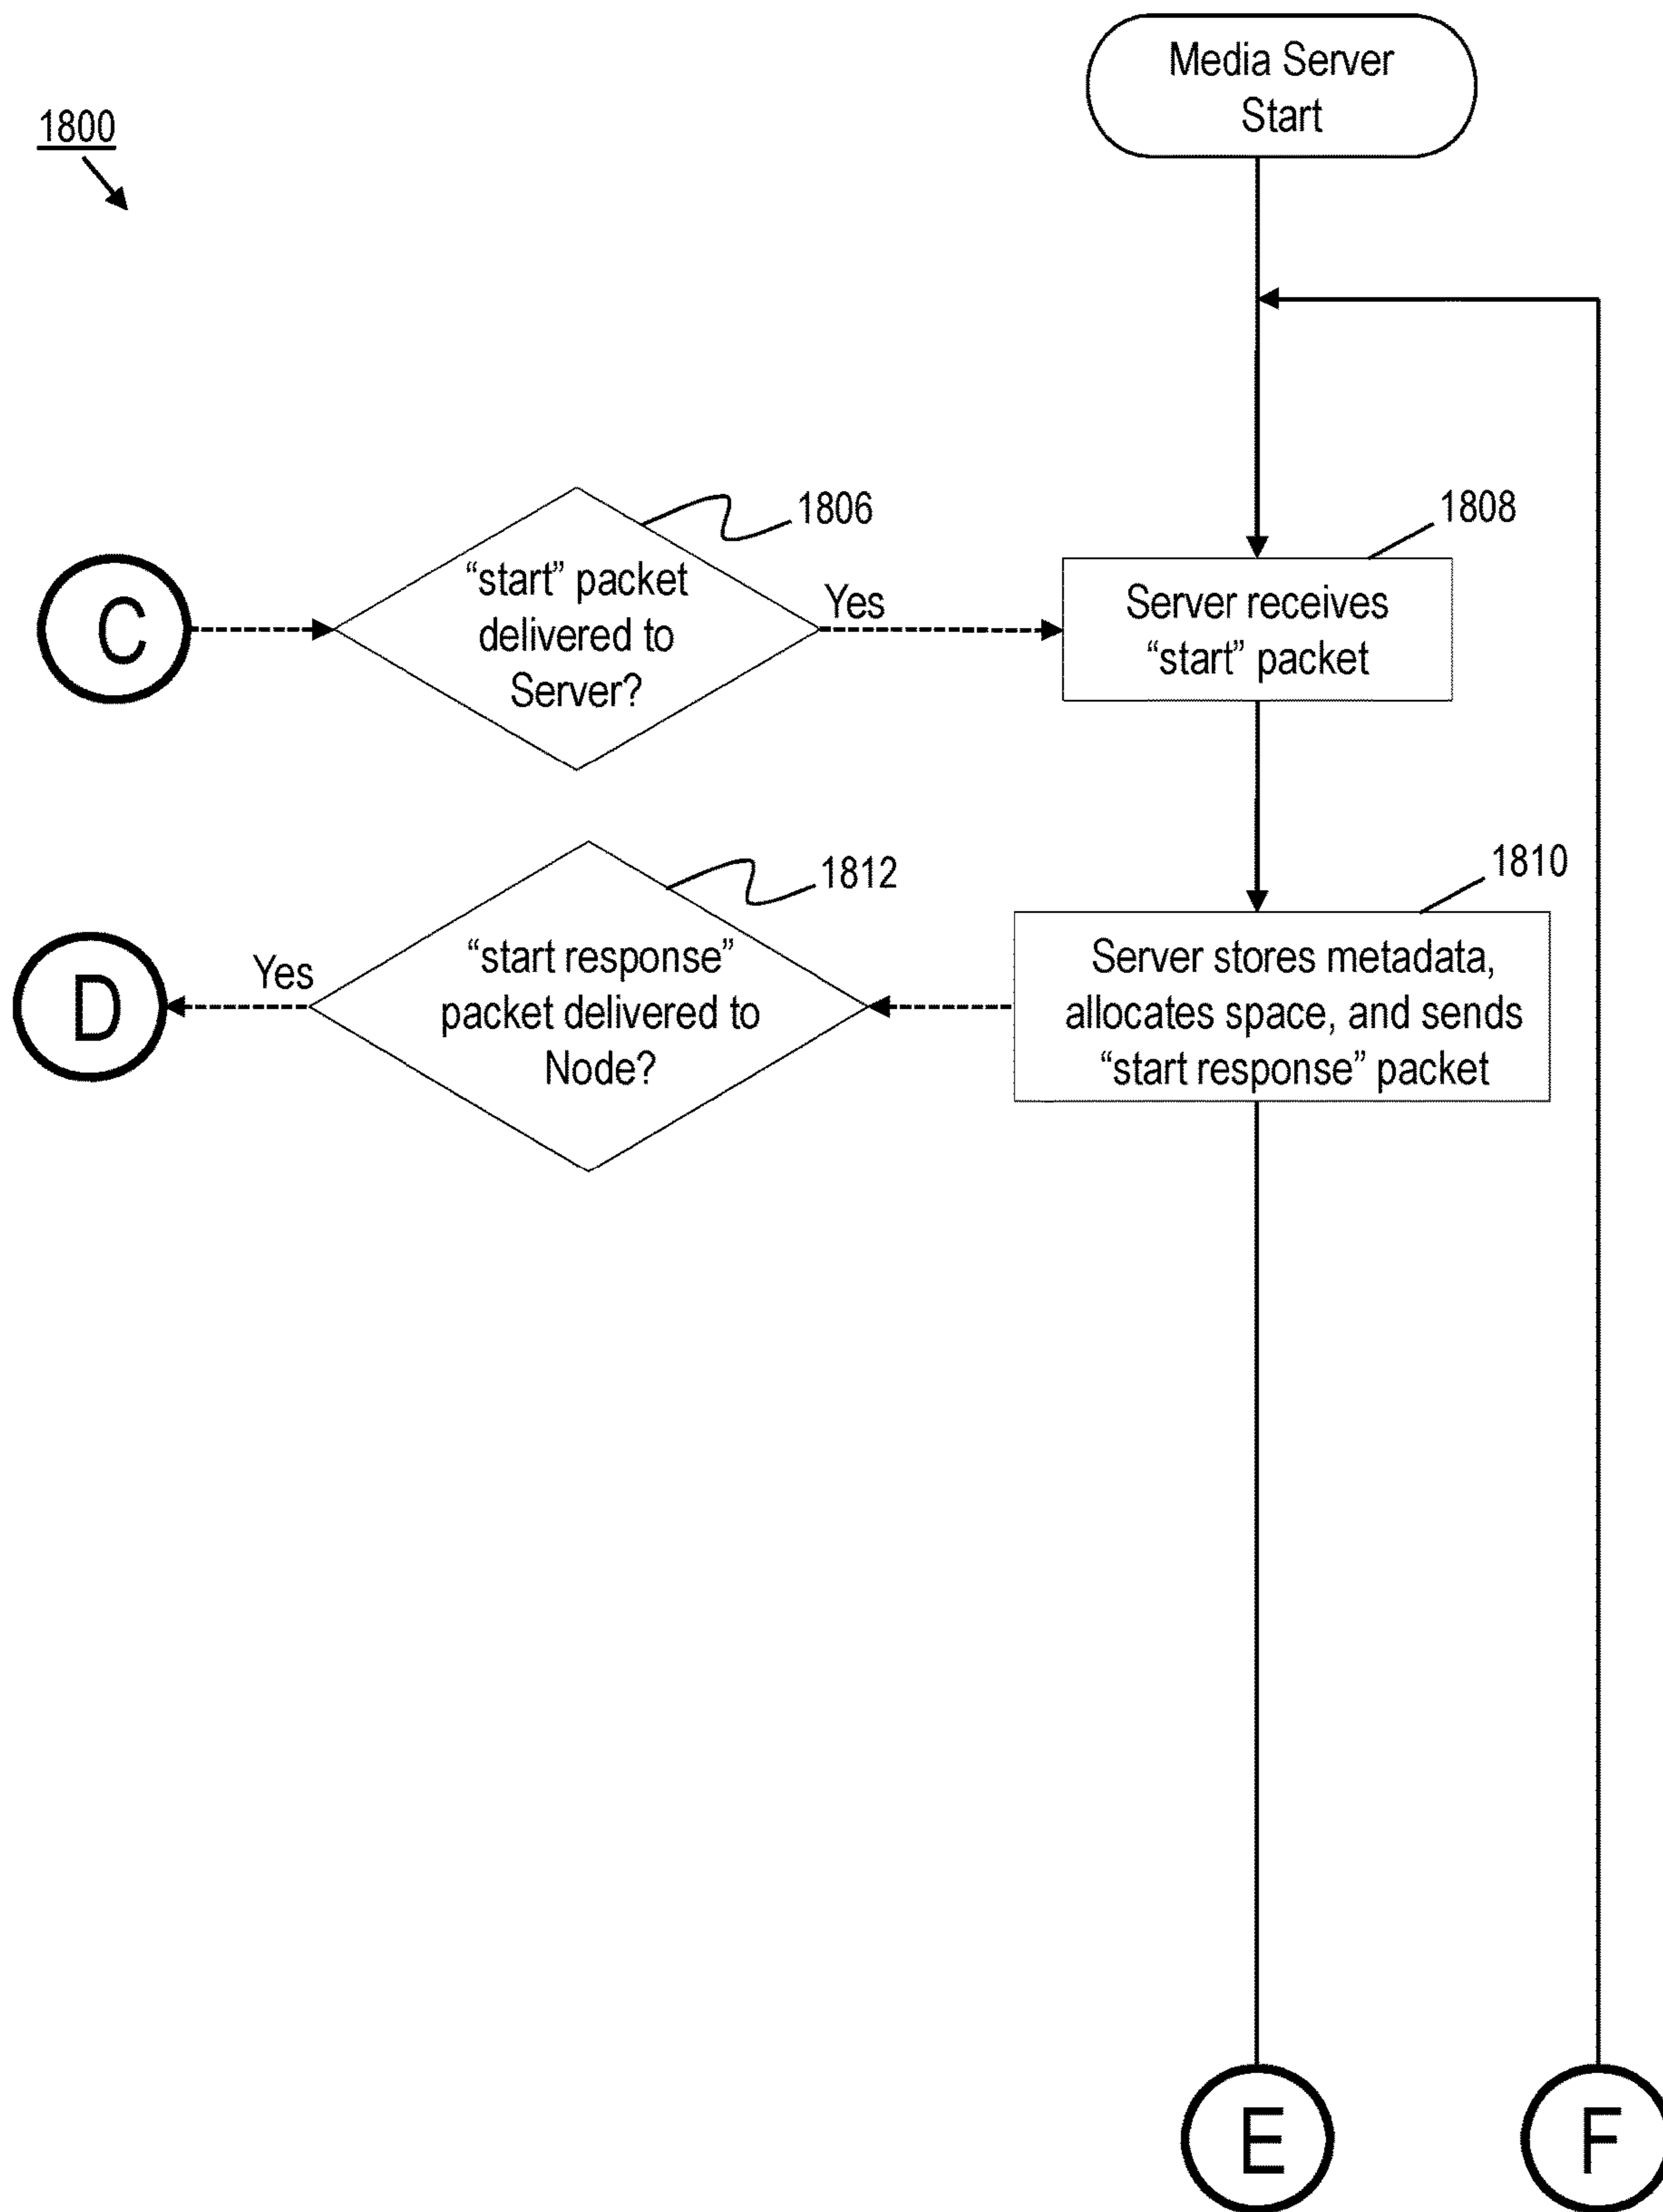 Media Server
Start
1800
1806
1808
C
“start” packet
delivered to
Server?
Yes
Server receives
“start” packet
1812
1810
D
Yes
“start response”
packet delivered to
Node?
Server stores metadata,
allocates space, and sends
“start response” packet
E
F